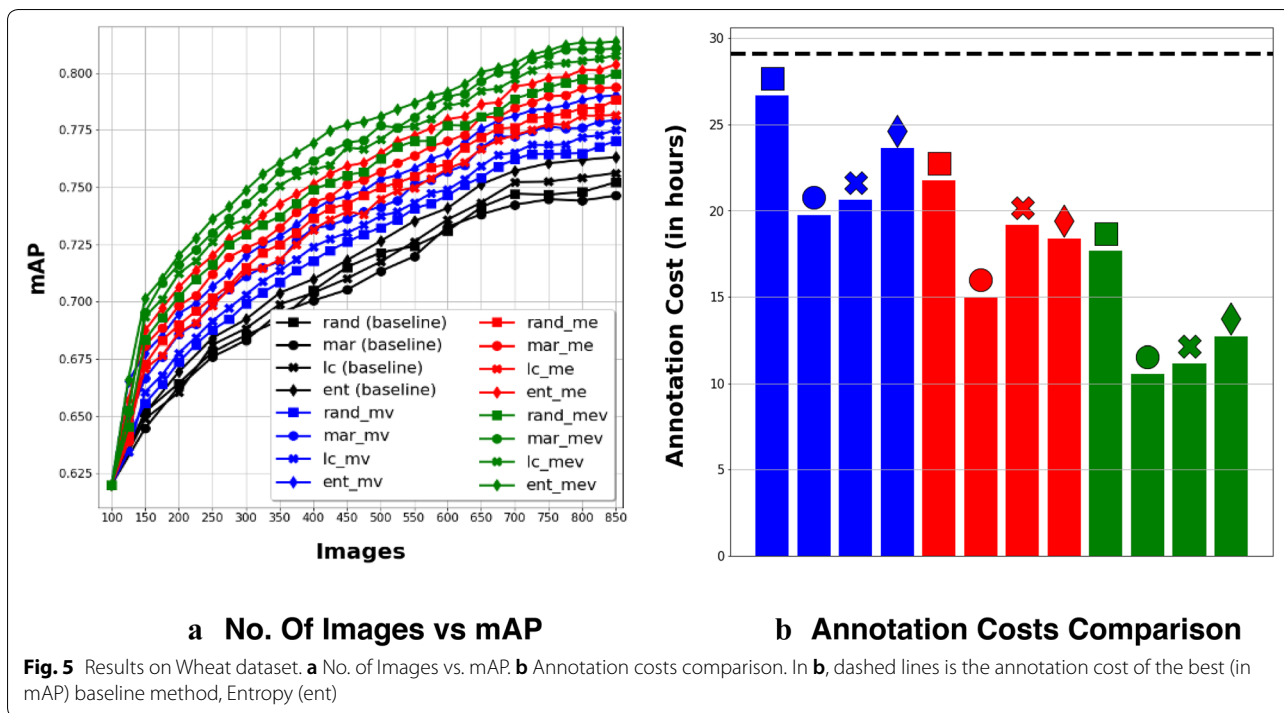 0.800
0.775
0.750
0.725
0.700
0.675
0.650
0.625
mAP
rand (baseline)
mar (baseline)
lc (baseline)
ent (baseline)
rand_mv
mar_mv
lc_mv
ent_mv
rand_me
mar_me
lc_me
ent_me
rand_mev
mar_mev
lc_mev
ent_mev
100 150 200 250 300 350 400 450 500 550 600 650 700 750 800 850
Images
a No. Of Images vs mAP
30
25
20
15
10
5
0
Annotation Cost (in hours)
b Annotation Costs Comparison
Fig. 5 Results on Wheat dataset. a No. of Images vs. mAP. b Annotation costs comparison. In b, dashed lines is the annotation cost of the best (in
mAP) baseline method, Entropy (ent)